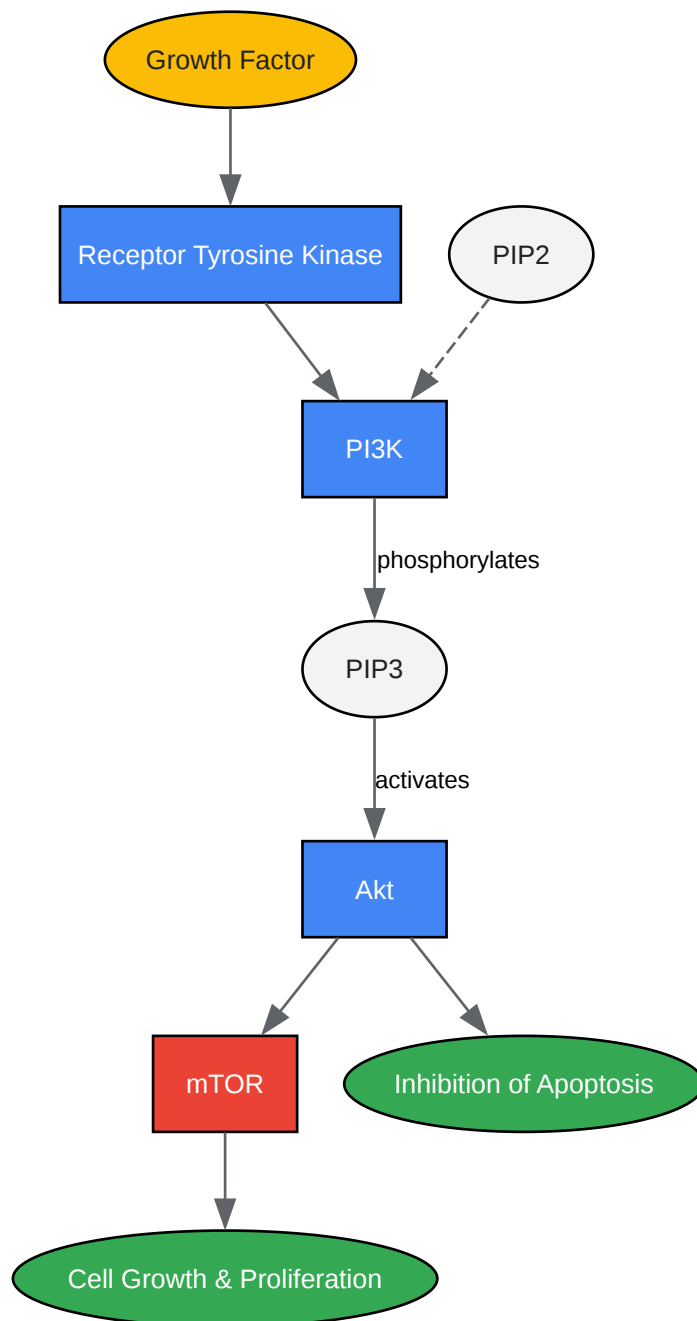 Growth Factor
Receptor Tyrosine Kinase
PIP2
PI3K
phosphorylates
PIP3
activates
Akt
mTOR
Inhibition of Apoptosis
Cell Growth & Proliferation